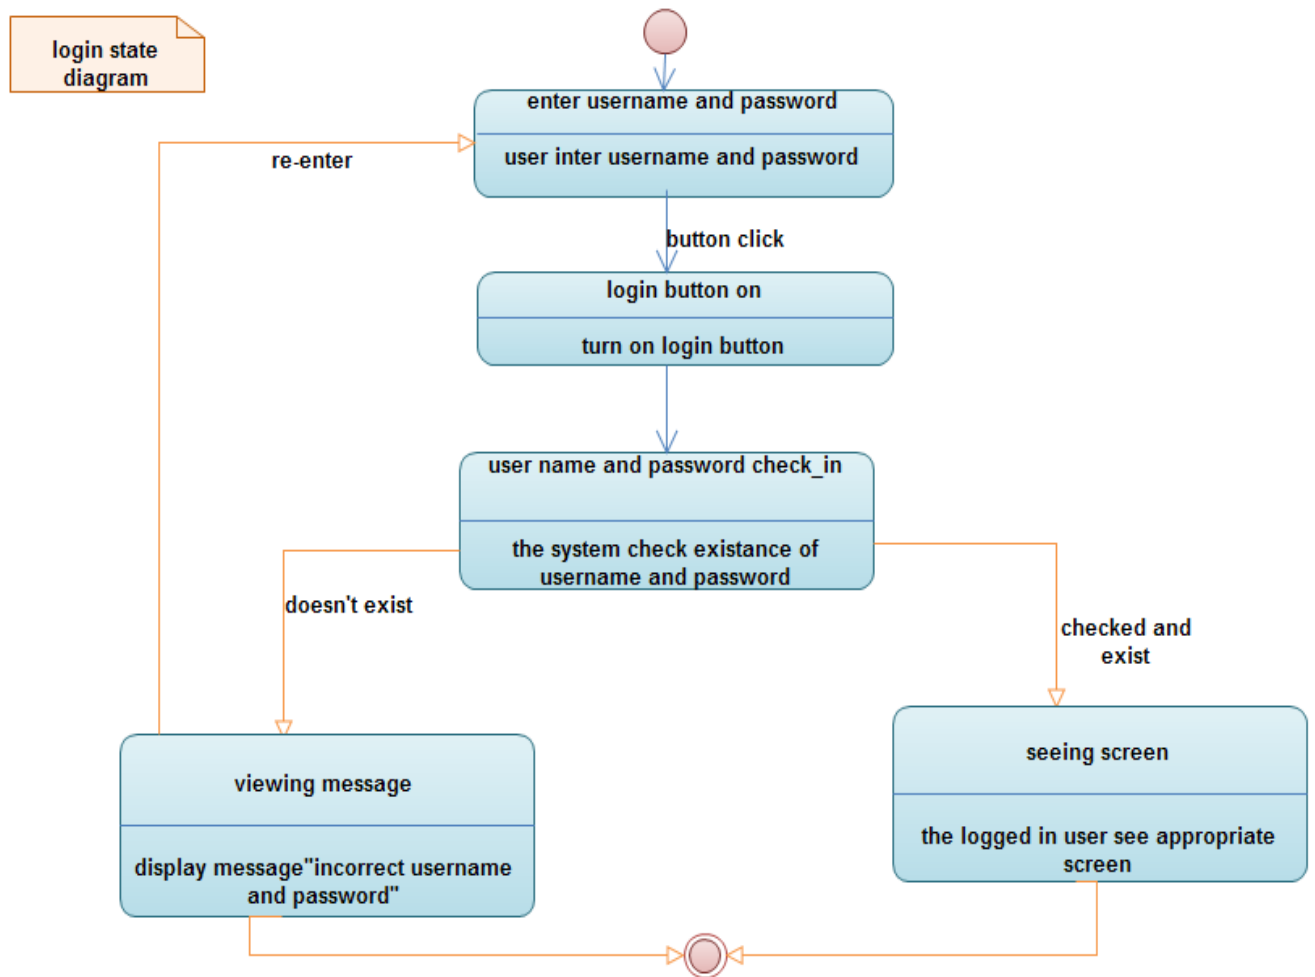 login state
diagram
enter username and password
user inter username and password
re-enter
button click
login button on
turn on login button
user name and password check_in
the system check existance of
username and password
doesn't exist
checked and
exist
viewing message
display message"incorrect username
and password"
seeing screen
the logged in user see appropriate
screen